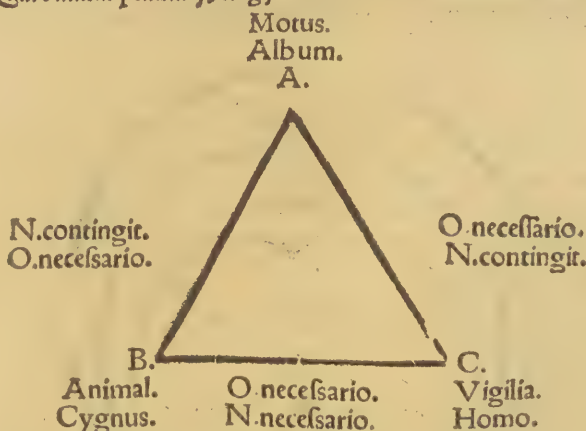 Motus.
Album.
A.
N.contingit.
O.neceſſario.
O.neceſſario.
N.contingit.
B.
C.
Animal.
Cygnus.
O.neceſſario.
N.neceſſario.
Vigilia.
Homo.